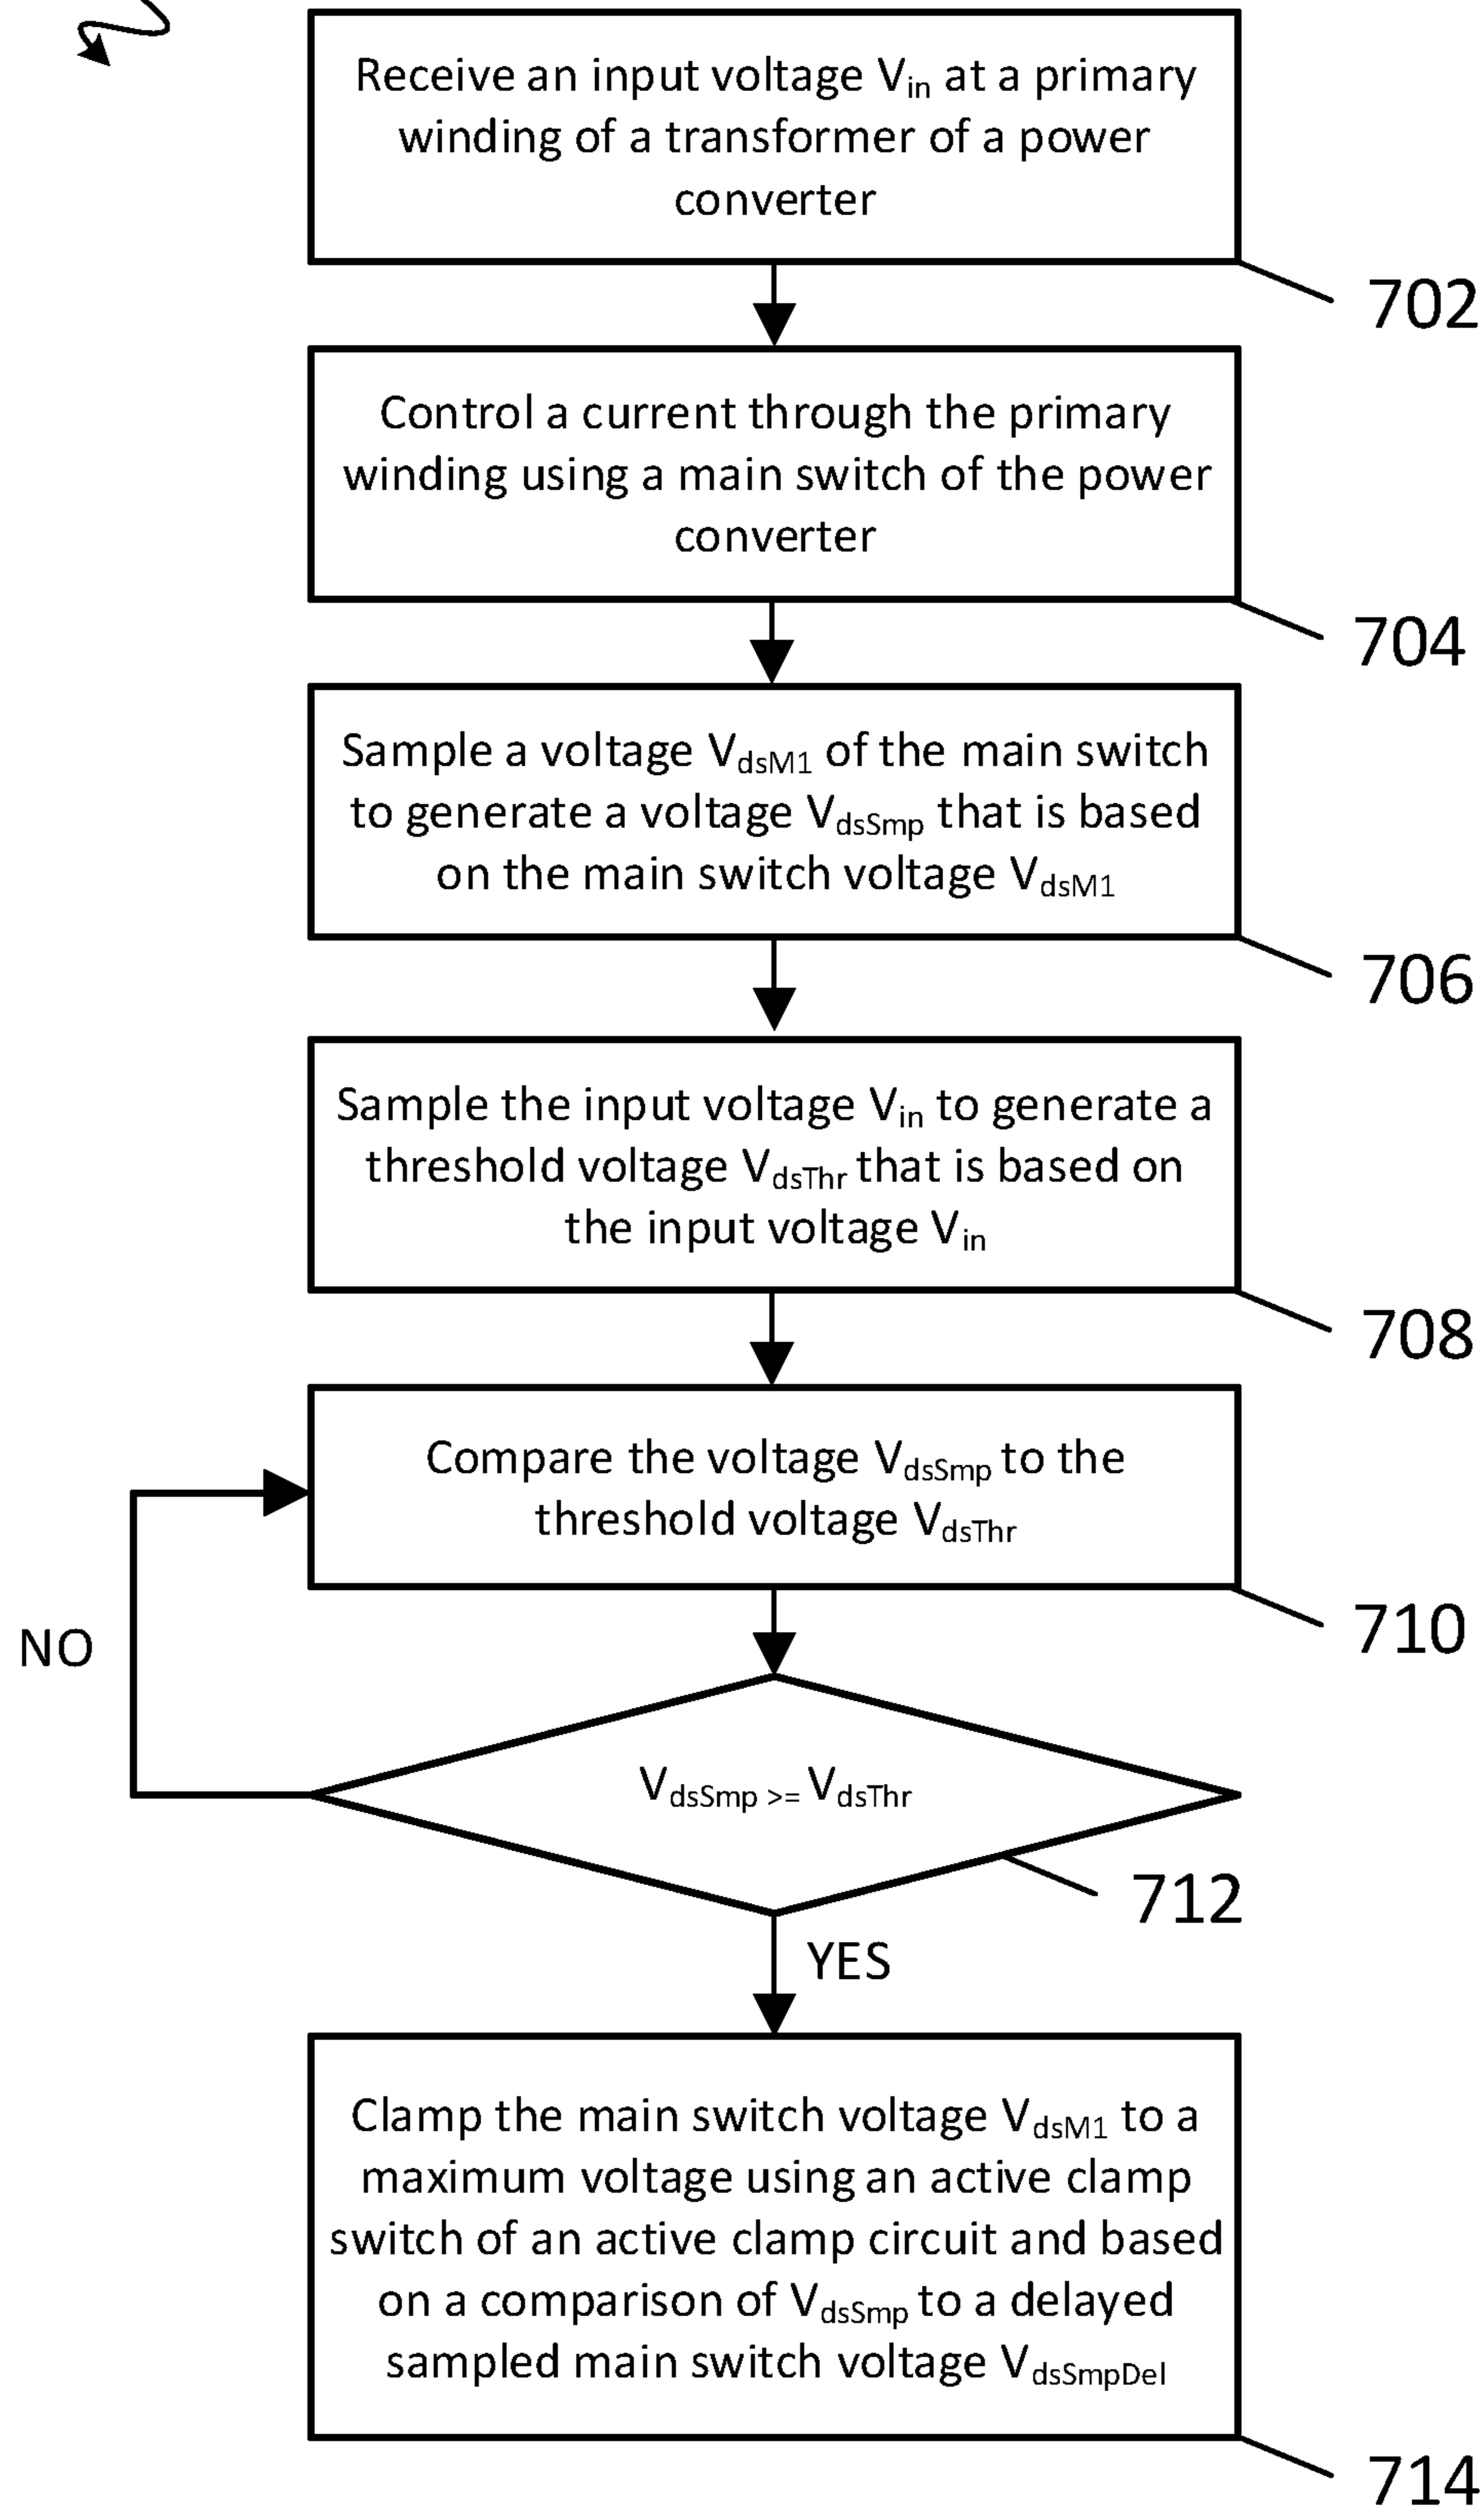 Receive an input voltage Vin at a primary
winding of a transformer of a power
converter
702
Control a current through the primary
winding using a main switch of the power
converter
704
Sample a voltage VdsM1 of the main switch
to generate a voltage VdsSmp that is based
on the main switch voltage VdsM1
706
Sample the input voltage Vin to generate a
threshold voltage VdsThr that is based on
the input voltage Vin
708
Compare the voltage VdsSmp to the
threshold voltage VdsThr
710
NO
VdsSmp >= VdsThr
712
YES
Clamp the main switch voltage VdsM1 to a
maximum voltage using an active clamp
switch of an active clamp circuit and based
on a comparison of VdsSmp to a delayed
sampled main switch voltage VdsSmpDel
714